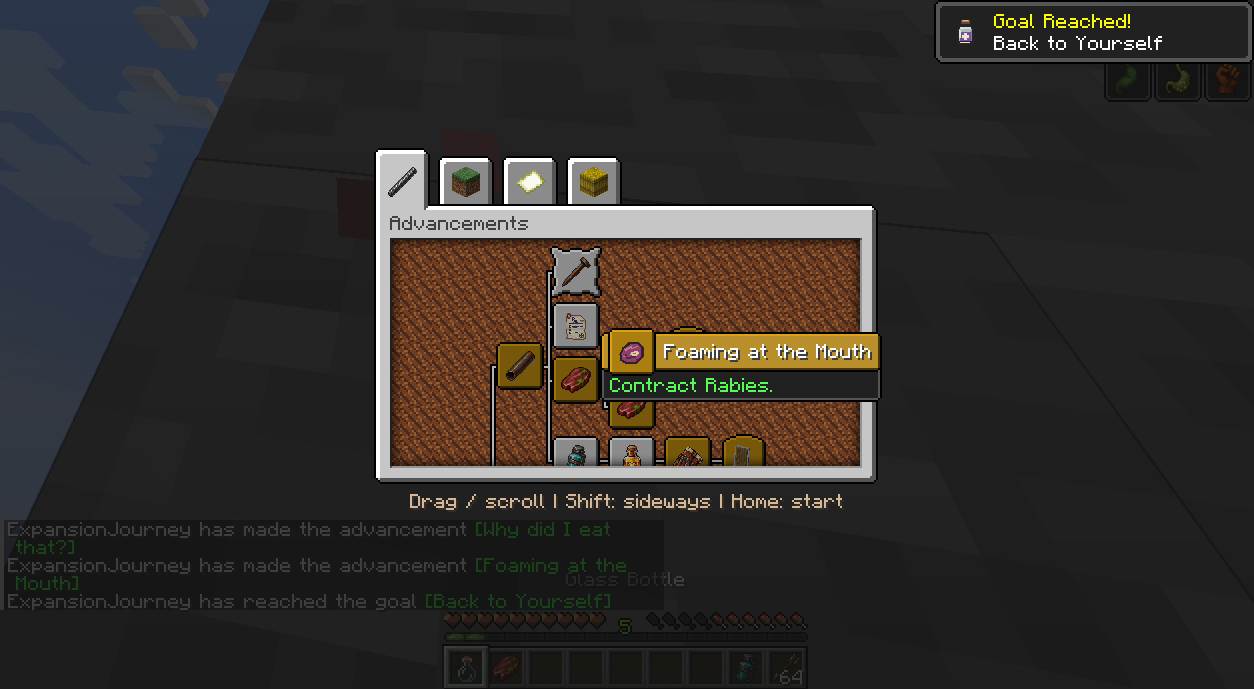 Goal Reached!
Back to Yourself
Advancements
Foaming at the Mouth
Contract Rabies.
Drag / scroll | Shift: sideways | Home: start
ExpansionJourney has made the advancement [Why did I eat
that?]
ExpansionJourney has made the advancement [Foaming at the
Mouth]
Glass Bottle
ExpansionJourney has reached the goal [Back to Yourself]
5
64